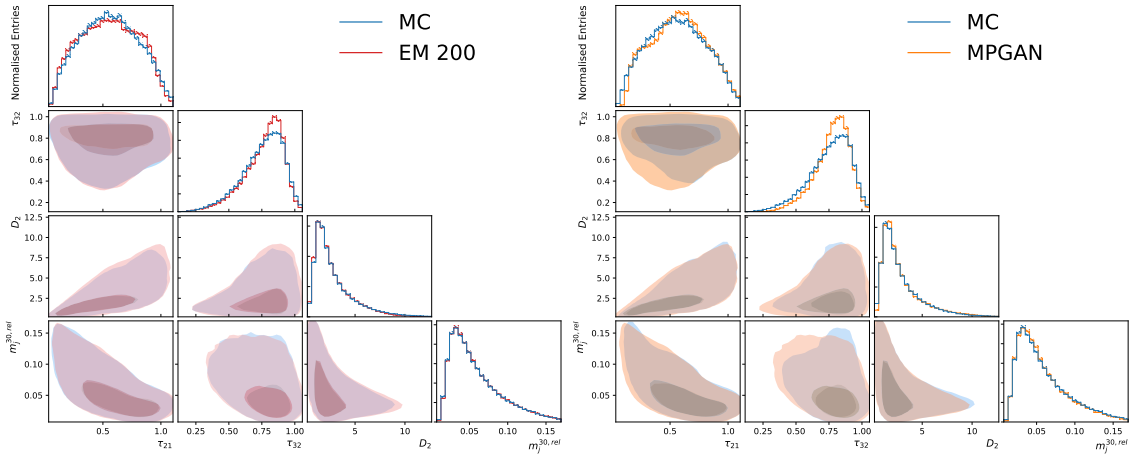 Normalised Entries
MC
EM 200
τ32
1.0
0.8
0.6
0.4
0.2
D2
12.5
10.0
7.5
5.0
2.5
m_j^{30, rel}
0.15
0.10
0.05
0.5 1.0
τ21
0.25 0.50 0.75 1.00
τ32
5 10
D2
0.05 0.10 0.15
m_j^{30, rel}
Normalised Entries
MC
MPGAN
τ32
1.0
0.8
0.6
0.4
0.2
D2
12.5
10.0
7.5
5.0
2.5
m_j^{30, rel}
0.15
0.10
0.05
0.5 1.0
τ21
0.25 0.50 0.75 1.00
τ32
5 10
D2
0.05 0.10 0.15
m_j^{30, rel}